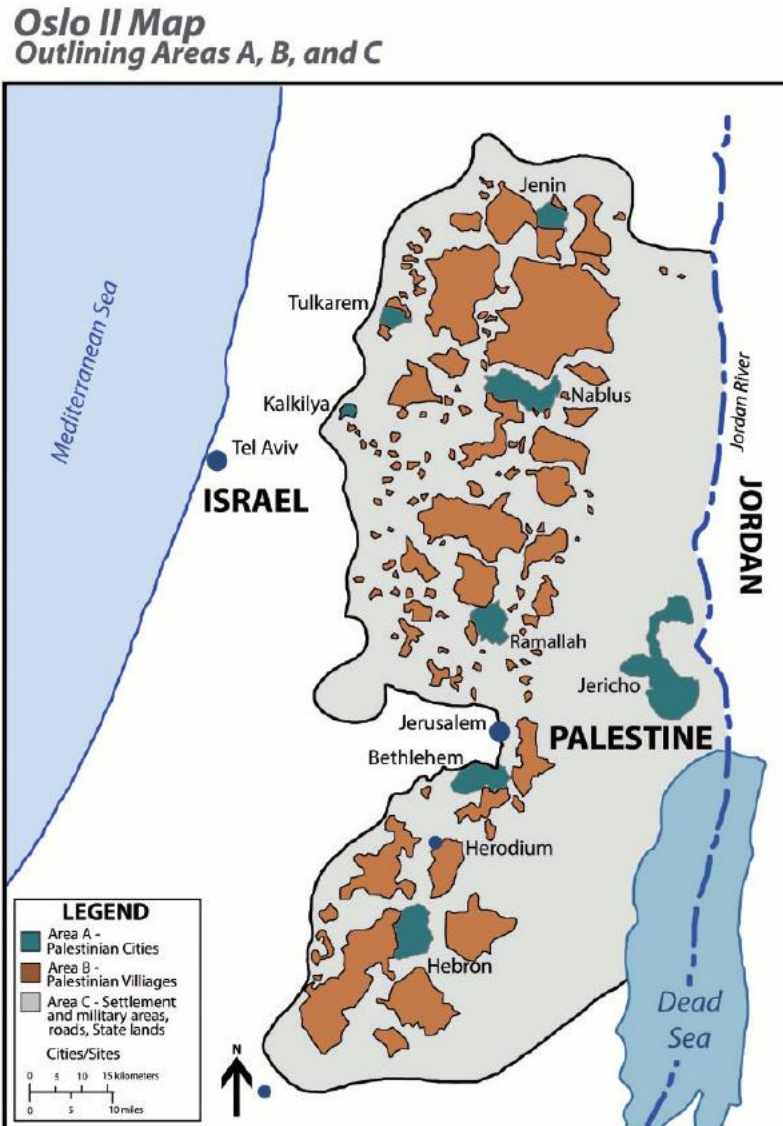 Oslo II Map
Outlining Areas A, B, and C
Mediterranean Sea
Jenin
Tulkarem
Kalkilya
Nablus
Tel Aviv
ISRAEL
Jordan River
JORDAN
Ramallah
Jericho
Jerusalem
PALESTINE
Bethlehem
Herodium
Hebron
Dead
Sea
LEGEND
Area A -
Palestinian Cities
Area B -
Palestinian Villiages
Area C - Settlement
and military areas,
roads, State lands
Cities/Sites
0 5 10 15 kilometers
0 5 10 miles
N